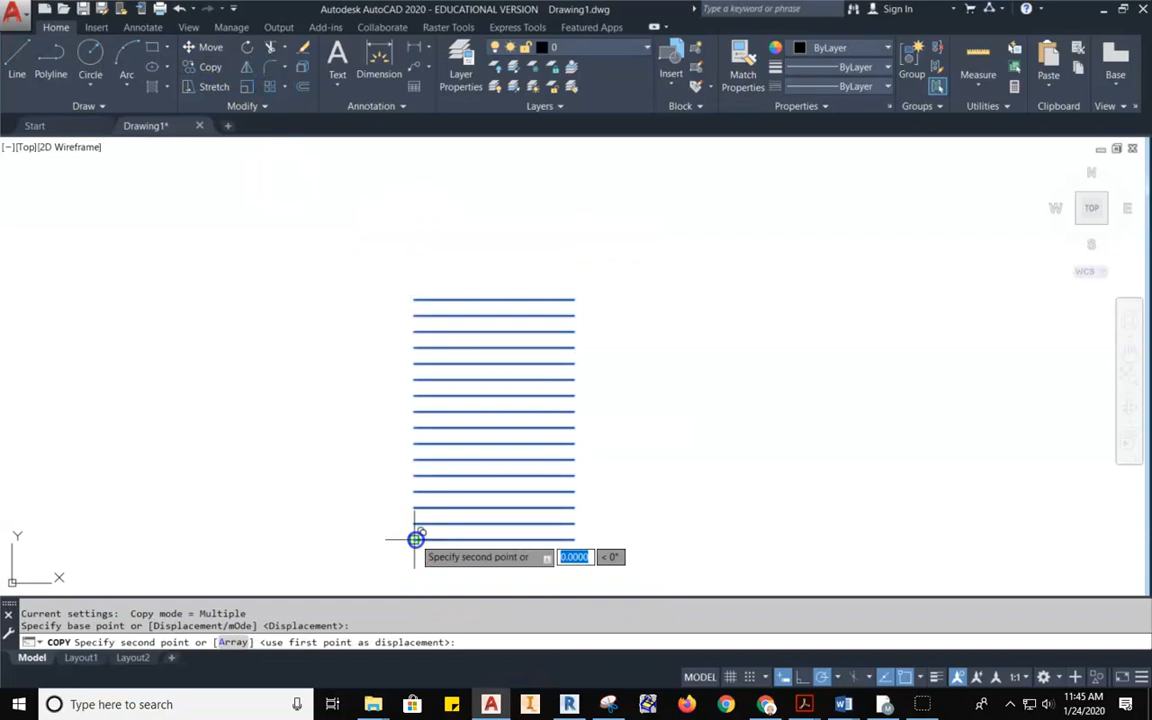 Autodesk AutoCAD 2020 - EDUCATIONAL VERSION Drawing1.dwg
Type a keyword or phrase
Sign In
Home Insert Annotate Parametric View Manage Output Add-ins Collaborate Express Tools Featured Apps
Line Polyline Circle Arc
Move Copy Stretch
Text Dimension
Layer Properties
0
Insert
Match Properties
ByLayer
ByLayer
ByLayer
Group
Measure
Paste
Base
Draw Modify Annotation Layers Block Properties Groups Utilities Clipboard View
Start Drawing1*
[−][Top][2D Wireframe]
N
W TOP E
S
WCS
Y
X
Specify second point or 0.0000 < 0°
Current settings: Copy mode = Multiple
Specify base point or [Displacement/mOde] <Displacement>:
COPY Specify second point or [Array] <use first point as displacement>:
Model Layout1 Layout2
MODEL 1:1
Type here to search
11:45 AM
1/24/2020